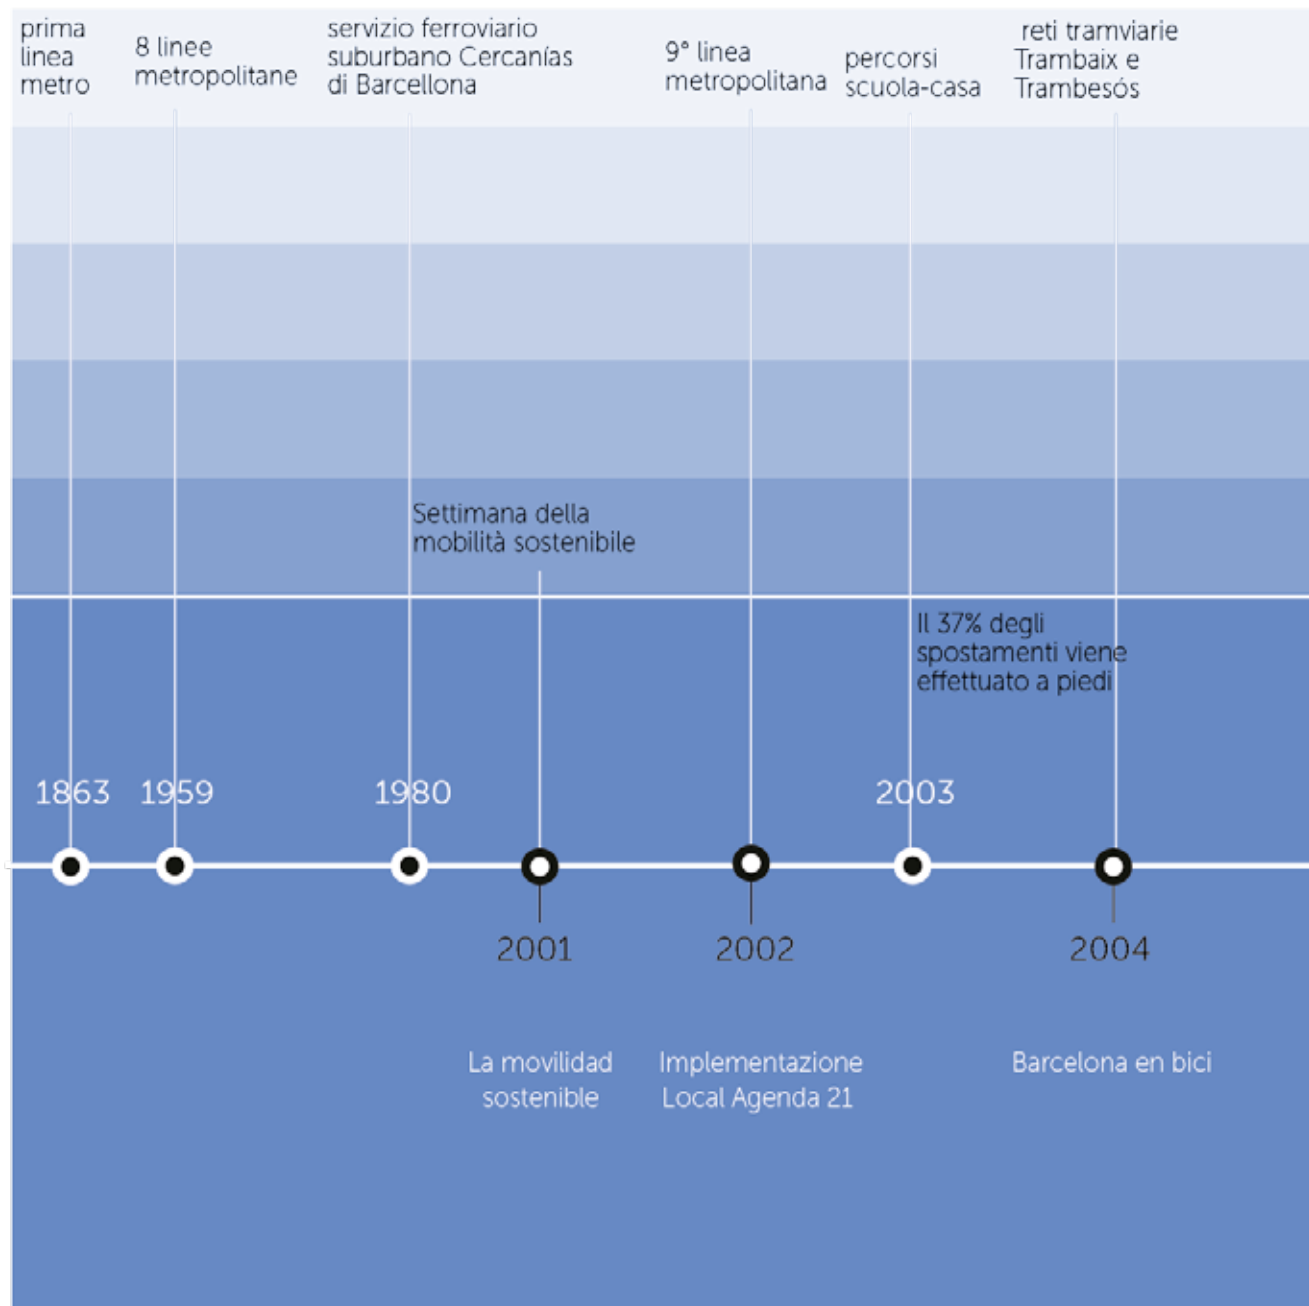 prima
linea
metro
8 linee
metropolitane
servizio ferroviario
suburbano Cercanías
di Barcellona
9° linea
metropolitana
percorsi
scuola-casa
reti tramviarie
Trambaix e
Trambesós
Settimana della
mobilità sostenibile
Il 37% degli
spostamenti viene
effettuato a piedi
1863
1959
1980
2003
2001
2002
2004
La movilidad
sostenible
Implementazione
Local Agenda 21
Barcelona en bici